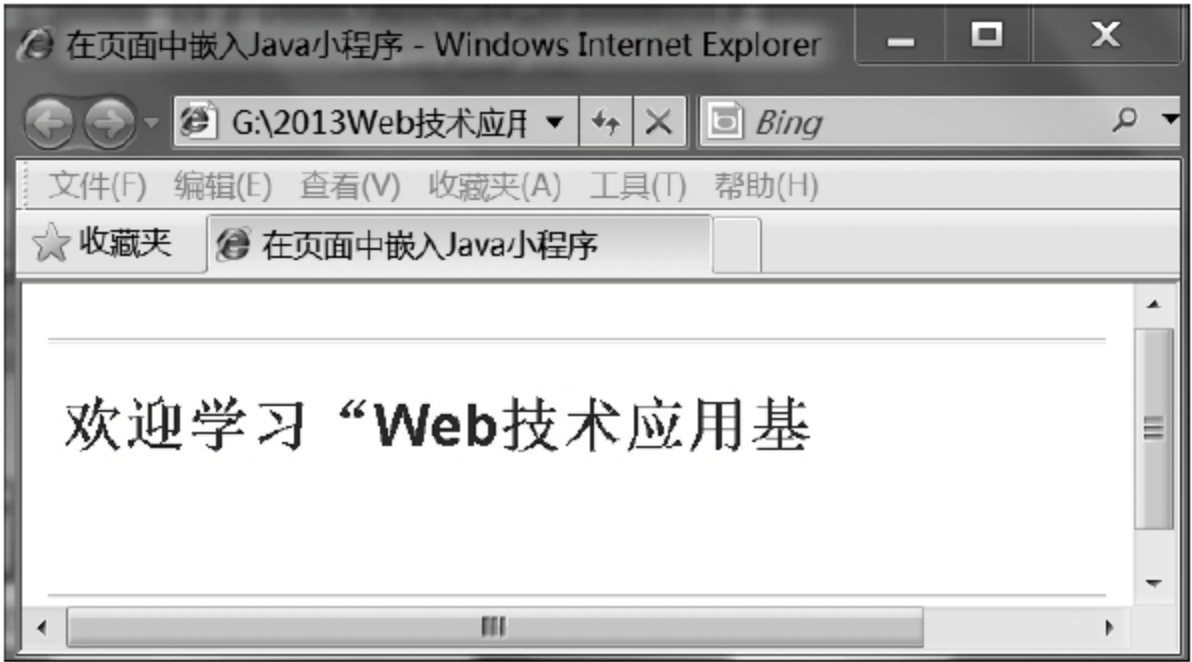 在页面中嵌入Java小程序 - Windows Internet Explorer
G:\2013Web技术应用 Bing
文件(F) 编辑(E) 查看(V) 收藏夹(A) 工具(T) 帮助(H)
收藏夹 在页面中嵌入Java小程序
欢迎学习“Web技术应用基